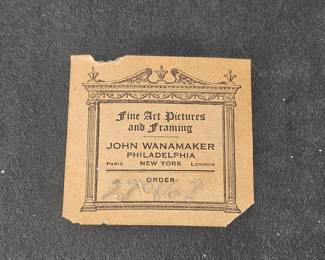 Fine Art Pictures
and Framing
JOHN WANAMAKER
PHILADELPHIA
PARIS NEW YORK LONDON
ORDER